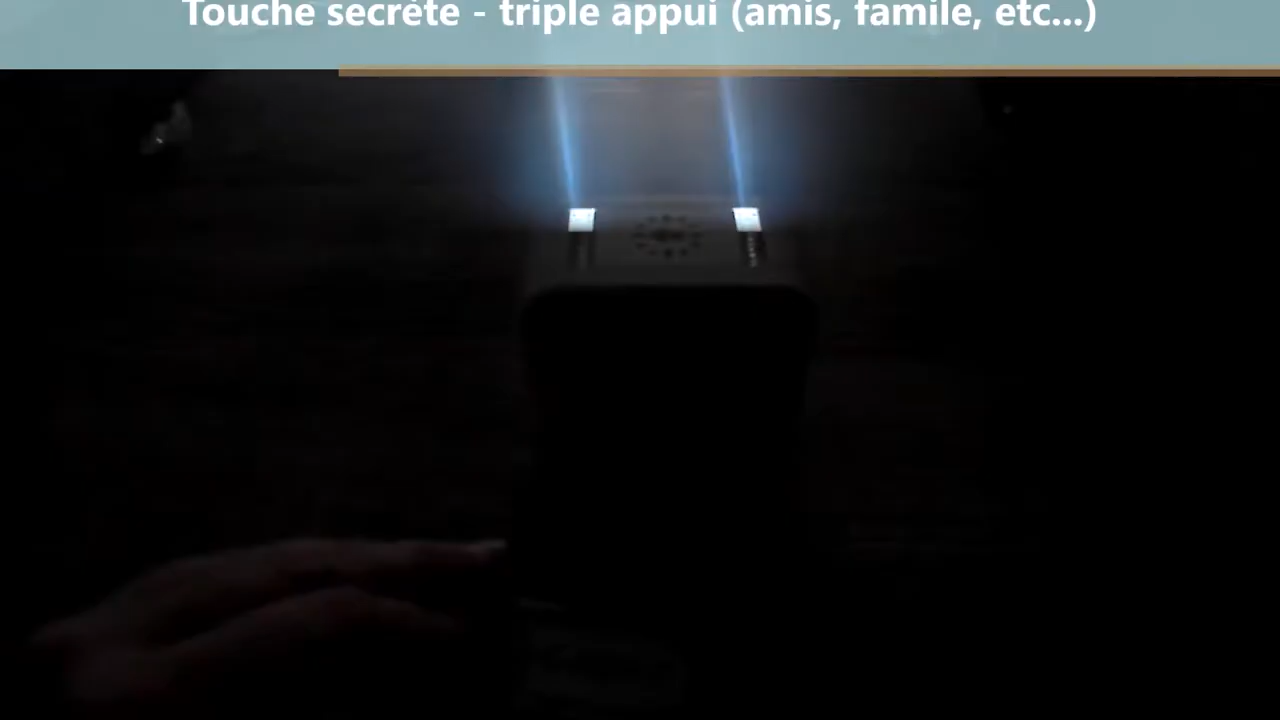 Touche secrète - triple appui (amis, famile, etc...)